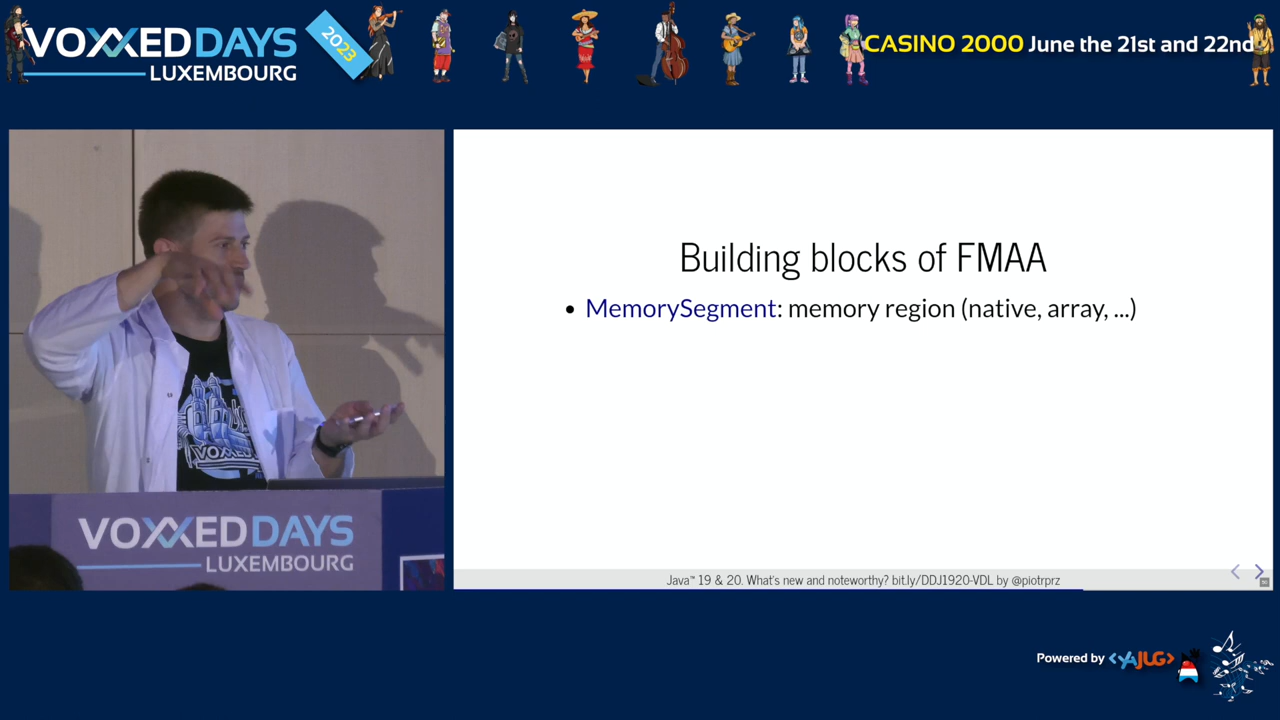 VOXXED DAYS
LUXEMBOURG
2023
CASINO 2000 June the 21st and 22nd
Building blocks of FMAA
• MemorySegment: memory region (native, array, ...)
VOXXED
VOXXED DAYS
LUXEMBOURG
Java™ 19 & 20. What's new and noteworthy? bit.ly/DDJ1920-VDL by @piotrprz
Powered by <YAJUG>